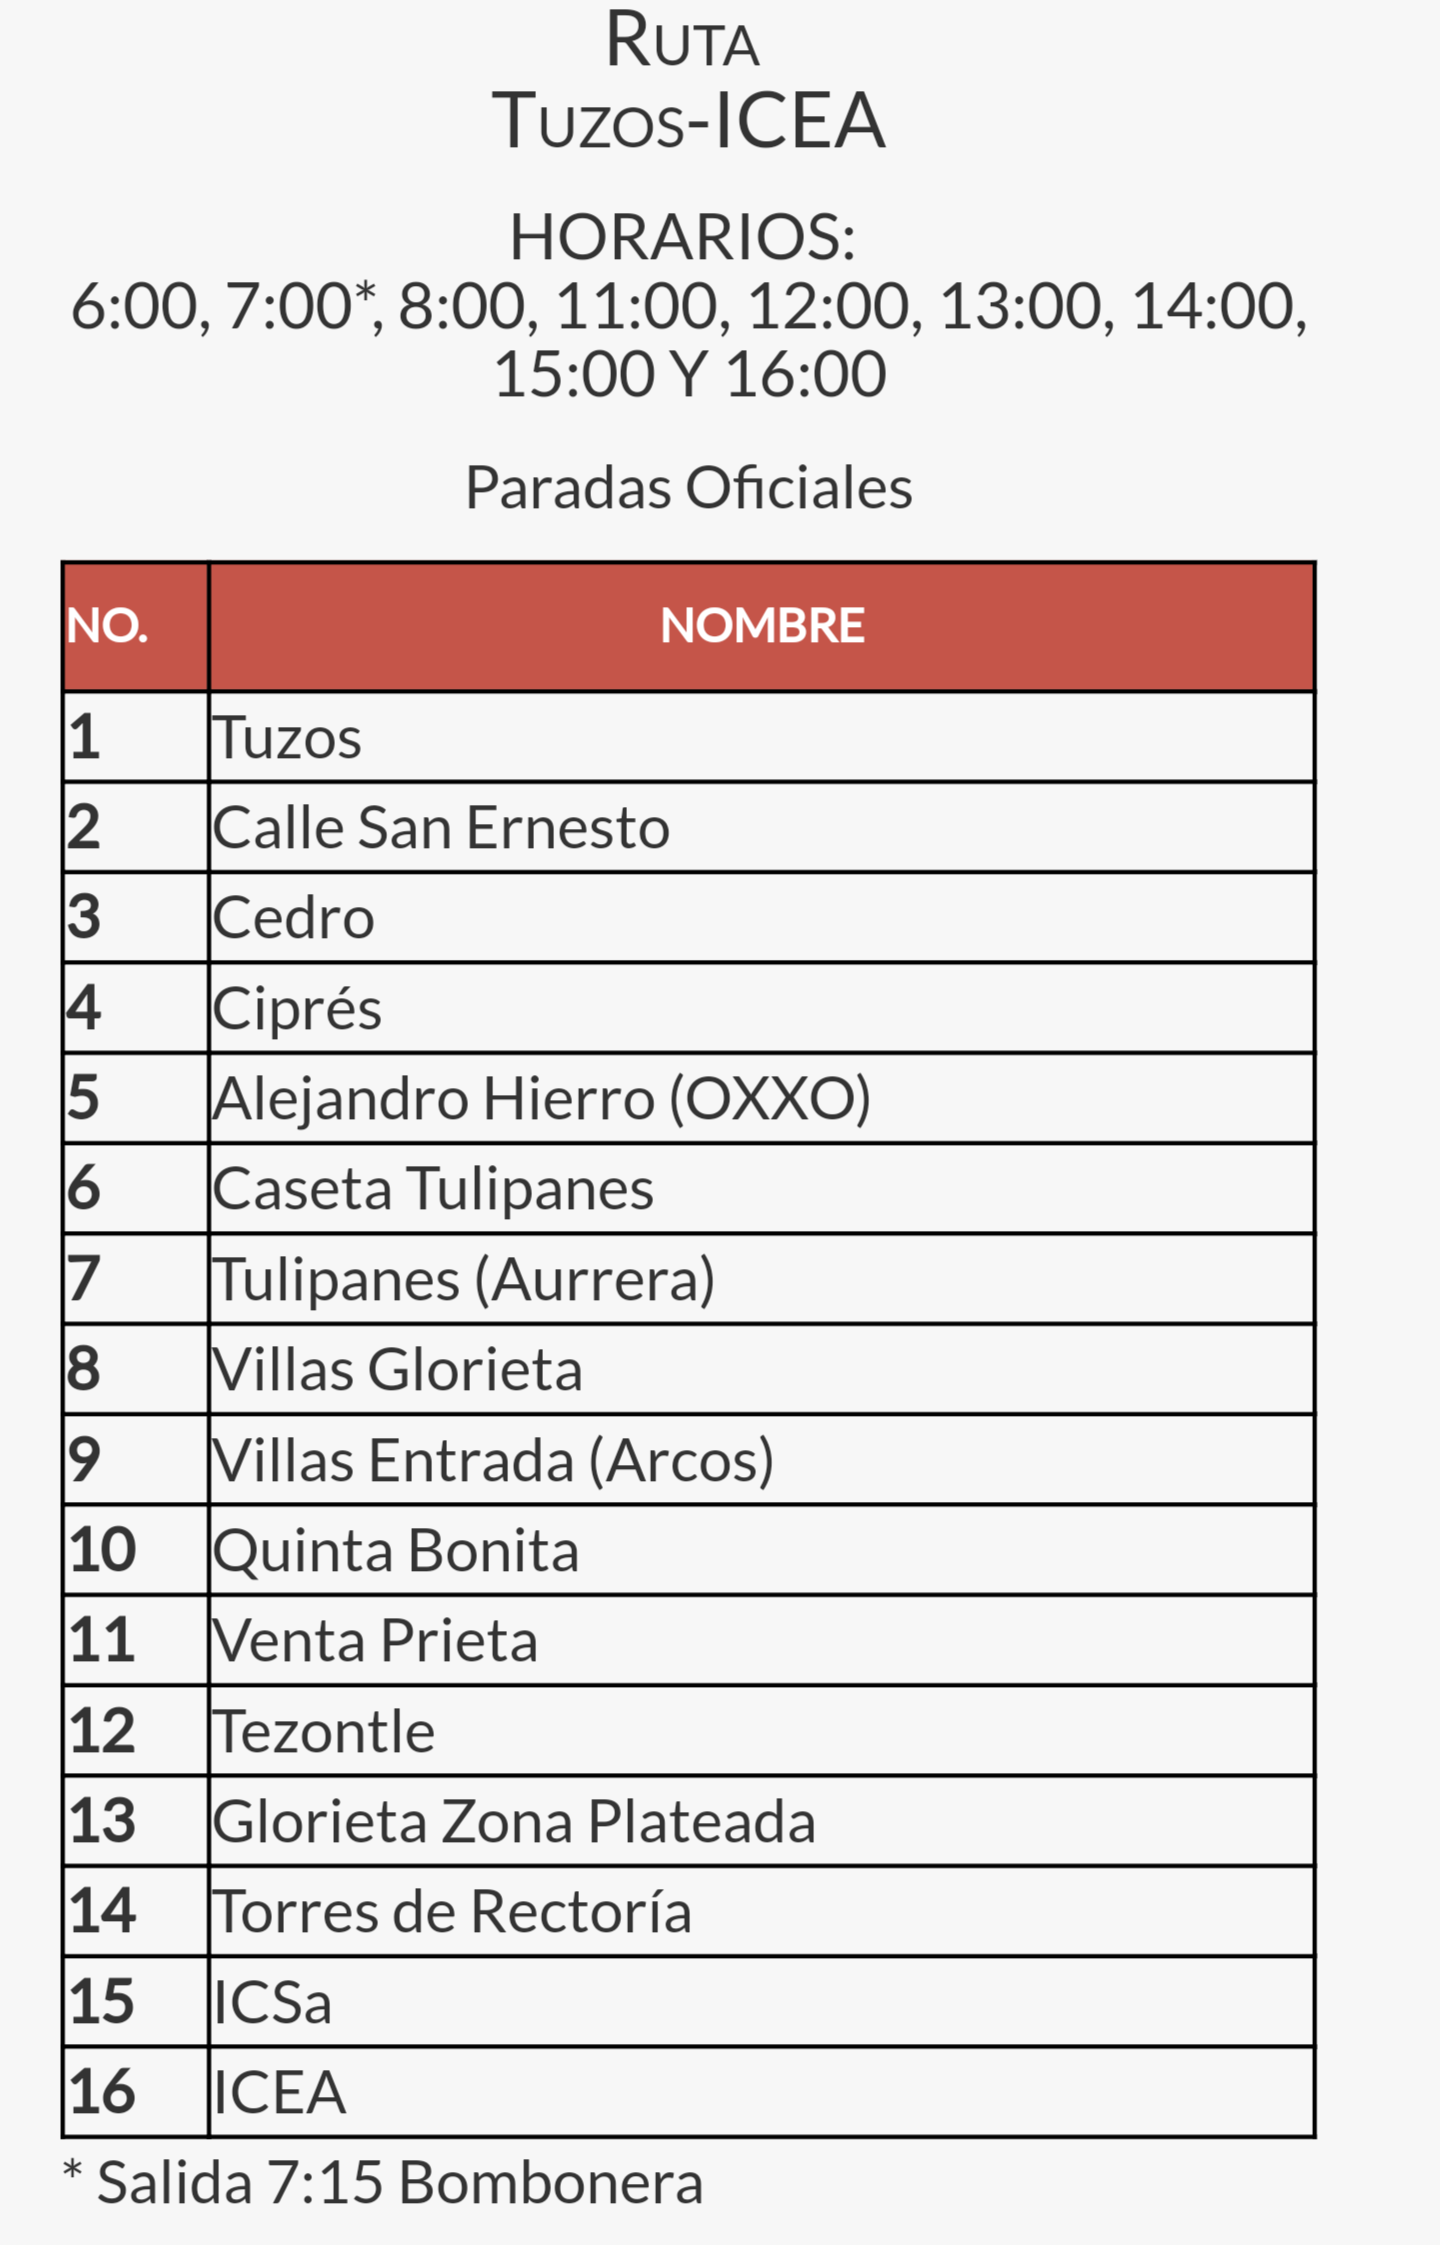 Ruta
Tuzos-ICEA
HORARIOS:
6:00, 7:00*, 8:00, 11:00, 12:00, 13:00, 14:00,
15:00 Y 16:00
Paradas Oficiales
NO. NOMBRE
1 Tuzos
2 Calle San Ernesto
3 Cedro
4 Ciprés
5 Alejandro Hierro (OXXO)
6 Caseta Tulipanes
7 Tulipanes (Aurrera)
8 Villas Glorieta
9 Villas Entrada (Arcos)
10 Quinta Bonita
11 Venta Prieta
12 Tezontle
13 Glorieta Zona Plateada
14 Torres de Rectoría
15 ICSa
16 ICEA
* Salida 7:15 Bombonera